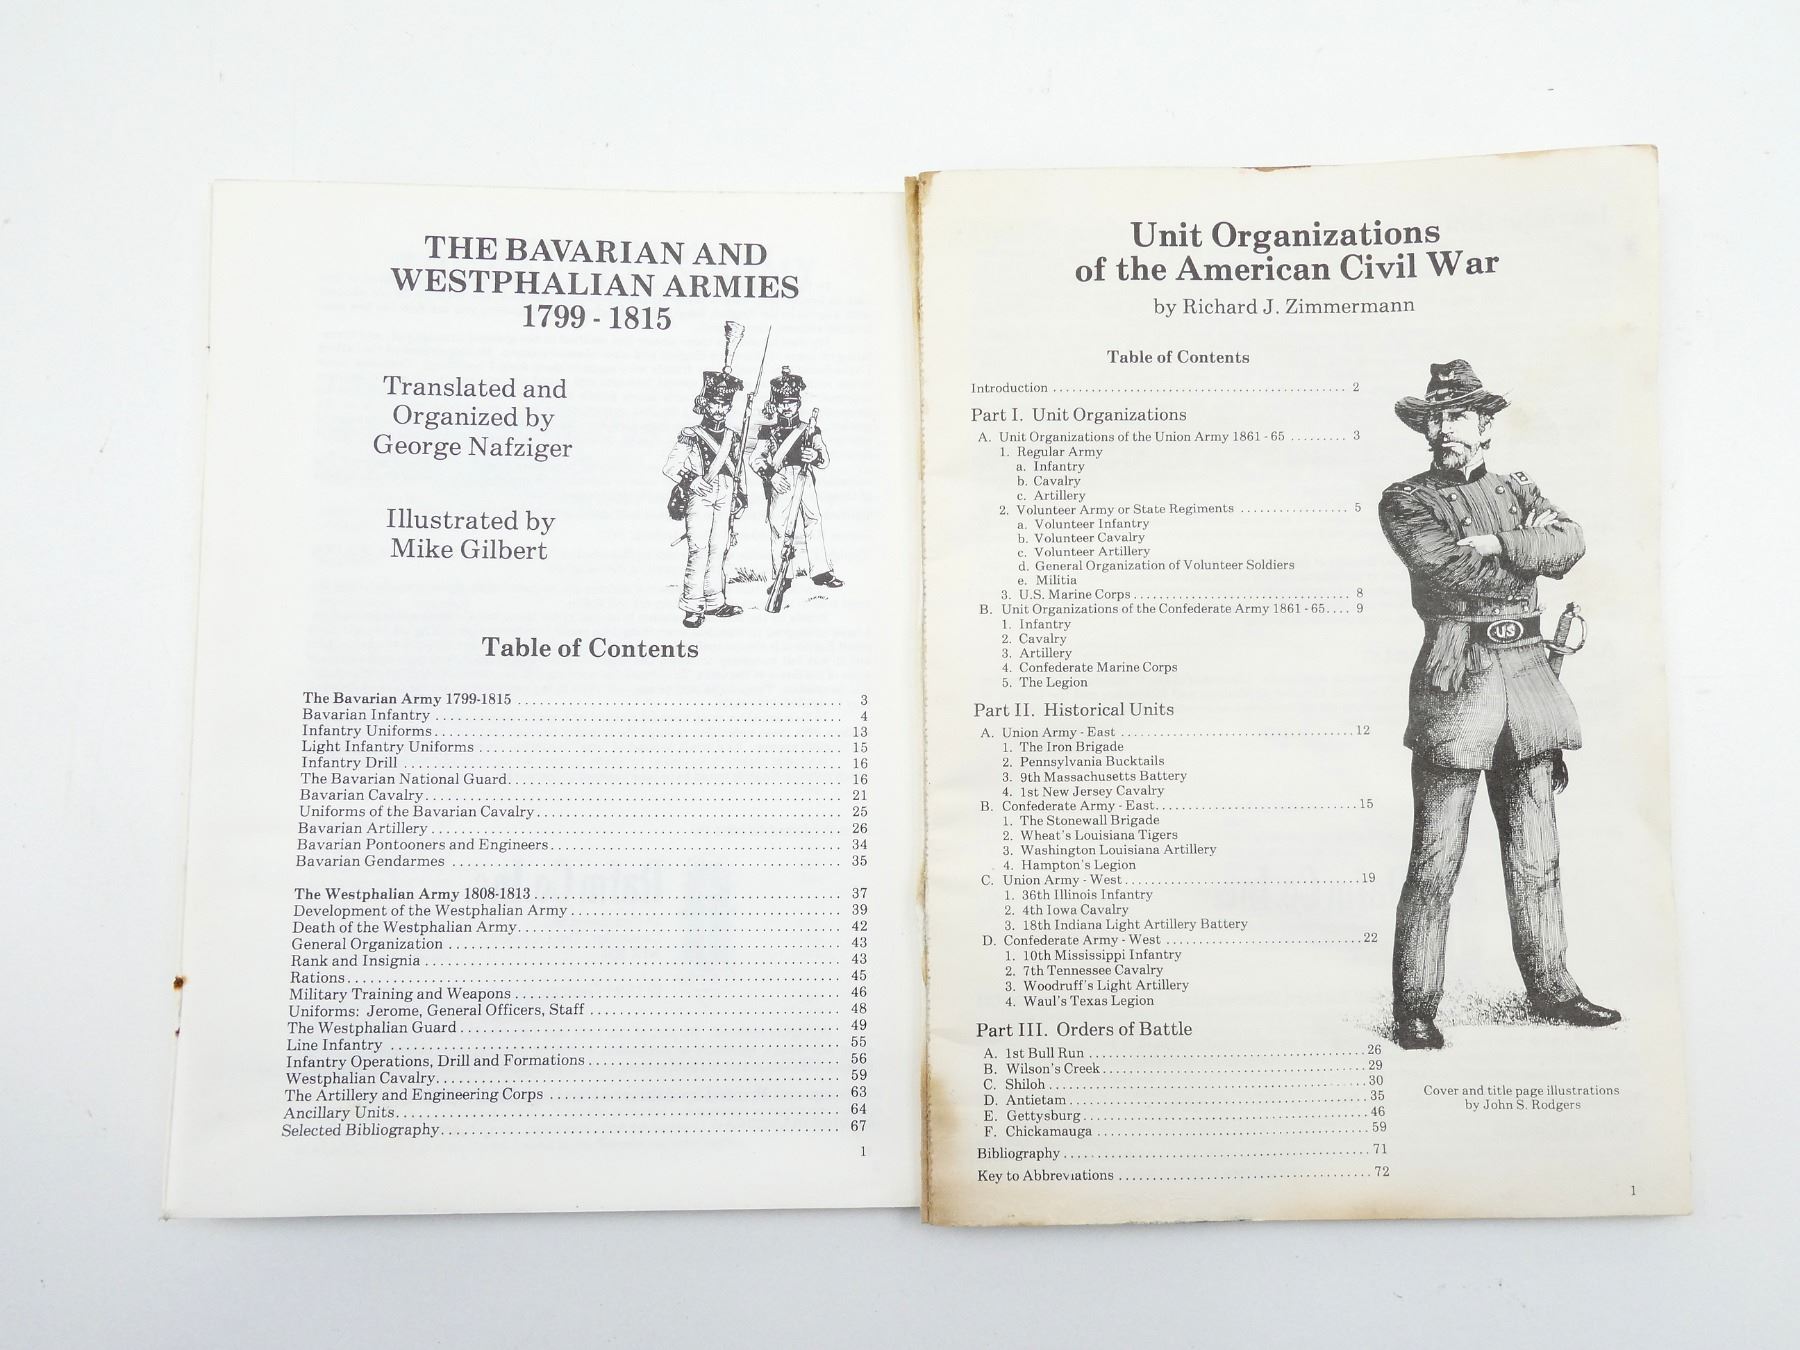 THE BAVARIAN AND
WESTPHALIAN ARMIES
1799 - 1815
Translated and
Organized by
George Nafziger
Illustrated by
Mike Gilbert
Table of Contents
The Bavarian Army 1799-1815 ........ 3
Bavarian Infantry ........ 4
Infantry Uniforms ........ 13
Light Infantry Uniforms ........ 15
Infantry Drill ........ 16
The Bavarian National Guard ........ 16
Bavarian Cavalry ........ 21
Uniforms of the Bavarian Cavalry ........ 25
Bavarian Artillery ........ 26
Bavarian Pontooners and Engineers ........ 34
Bavarian Gendarmes ........ 35
The Westphalian Army 1808-1813 ........ 37
Development of the Westphalian Army ........ 39
Death of the Westphalian Army ........ 42
General Organization ........ 43
Rank and Insignia ........ 43
Rations ........ 45
Military Training and Weapons ........ 46
Uniforms: Jerome, General Officers, Staff ........ 48
The Westphalian Guard ........ 49
Line Infantry ........ 55
Infantry Operations, Drill and Formations ........ 56
Westphalian Cavalry ........ 59
The Artillery and Engineering Corps ........ 63
Ancillary Units ........ 64
Selected Bibliography ........ 67
1
Unit Organizations
of the American Civil War
by Richard J. Zimmermann
Table of Contents
Introduction ........ 2
Part I. Unit Organizations
A. Unit Organizations of the Union Army 1861 - 65 ........ 3
1. Regular Army
a. Infantry
b. Cavalry
c. Artillery
2. Volunteer Army or State Regiments ........ 5
a. Volunteer Infantry
b. Volunteer Cavalry
c. Volunteer Artillery
d. General Organization of Volunteer Soldiers
e. Militia
3. U.S. Marine Corps ........ 8
B. Unit Organizations of the Confederate Army 1861 - 65 .... 9
1. Infantry
2. Cavalry
3. Artillery
4. Confederate Marine Corps
5. The Legion
Part II. Historical Units
A. Union Army - East ........ 12
1. The Iron Brigade
2. Pennsylvania Bucktails
3. 9th Massachusetts Battery
4. 1st New Jersey Cavalry
B. Confederate Army - East ........ 15
1. The Stonewall Brigade
2. Wheat's Louisiana Tigers
3. Washington Louisiana Artillery
4. Hampton's Legion
C. Union Army - West ........ 19
1. 36th Illinois Infantry
2. 4th Iowa Cavalry
3. 18th Indiana Light Artillery Battery
D. Confederate Army - West ........ 22
1. 10th Mississippi Infantry
2. 7th Tennessee Cavalry
3. Woodruff's Light Artillery
4. Waul's Texas Legion
Part III. Orders of Battle
A. 1st Bull Run ........ 26
B. Wilson's Creek ........ 29
C. Shiloh ........ 30
D. Antietam ........ 35
E. Gettysburg ........ 46
F. Chickamauga ........ 59
Bibliography ........ 71
Key to Abbreviations ........ 72
US
Cover and title page illustrations
by John S. Rodgers
1